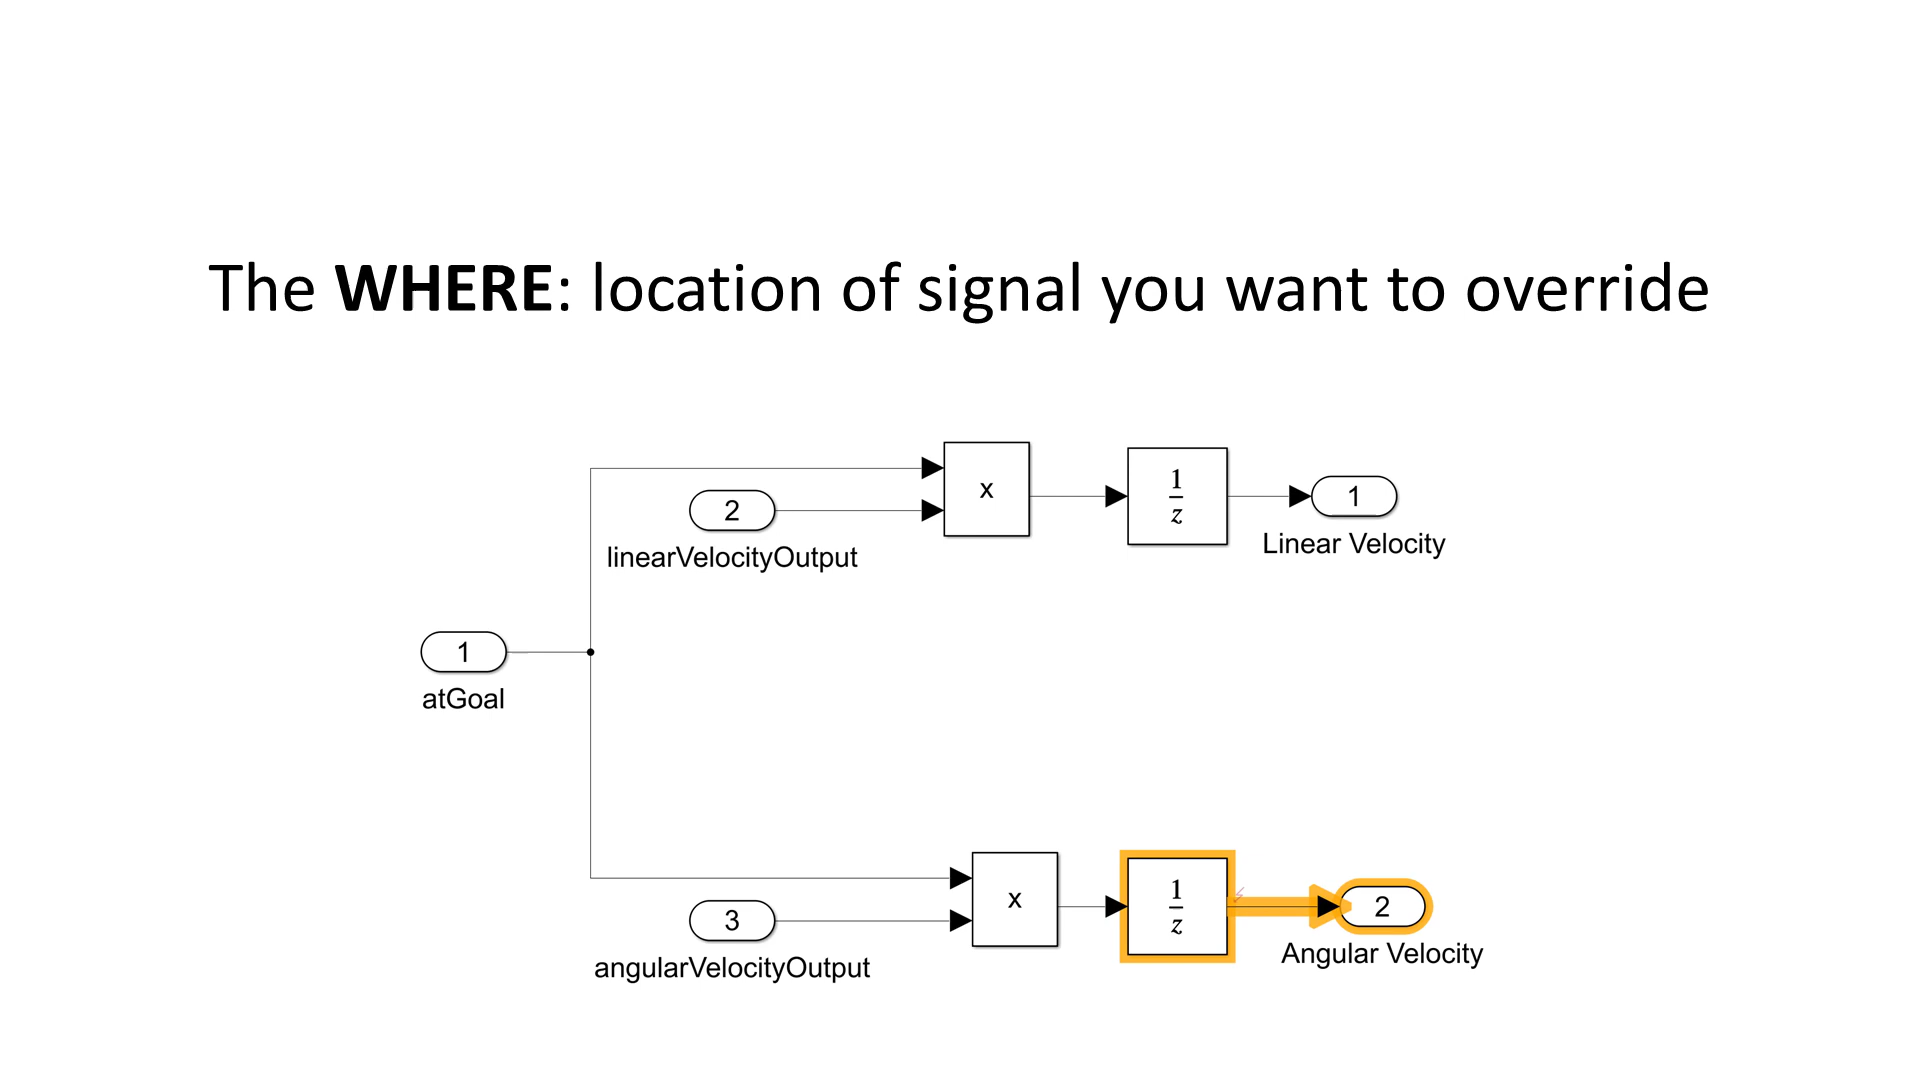 The WHERE: location of signal you want to override
x
1
z
1
Linear Velocity
2
linearVelocityOutput
1
atGoal
x
1
z
2
Angular Velocity
3
angularVelocityOutput